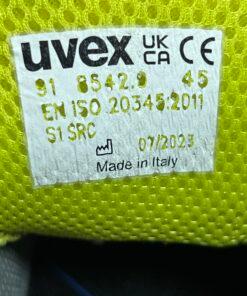 uvex UK CA CE
91 8542.9 45
EN ISO 20345:2011
S1 SRC
07/2023
Made in Italy